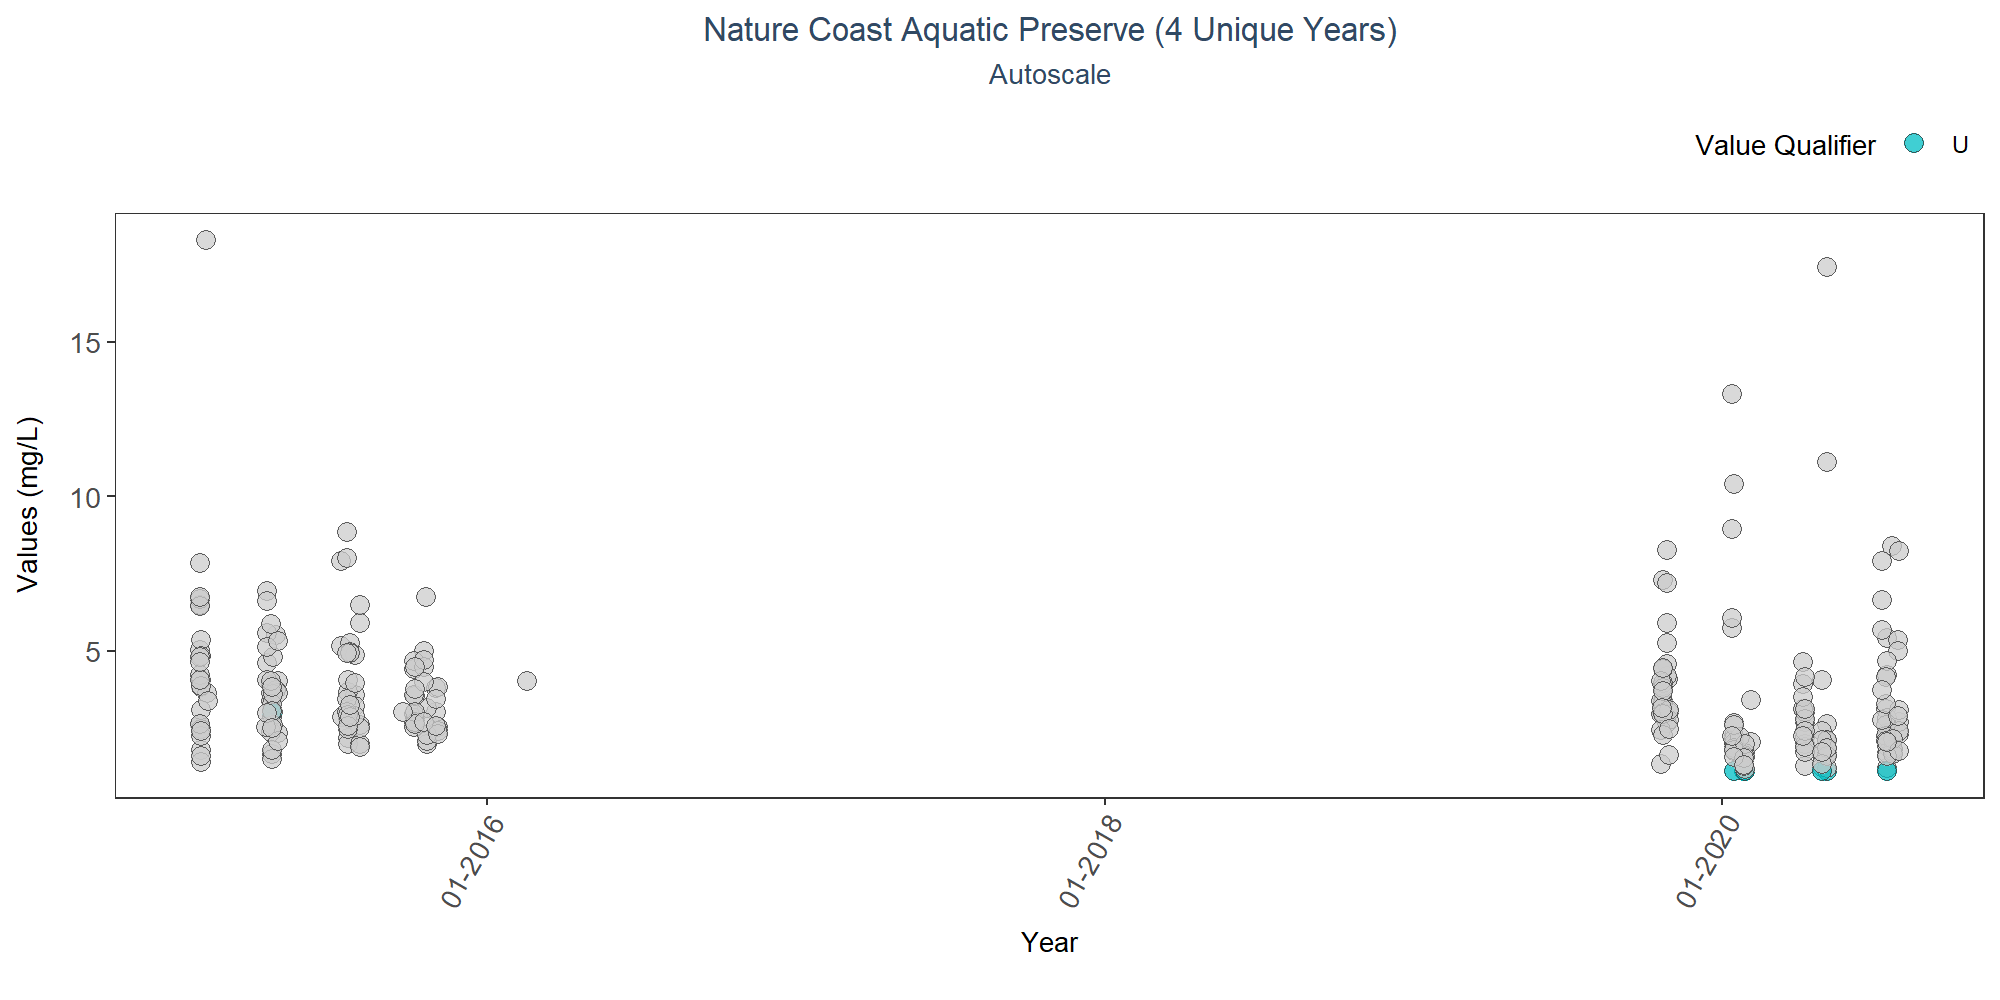 Nature Coast Aquatic Preserve (4 Unique Years)
Autoscale
Value Qualifier U
15
10
5
Values (mg/L)
01-2016
01-2018
01-2020
Year